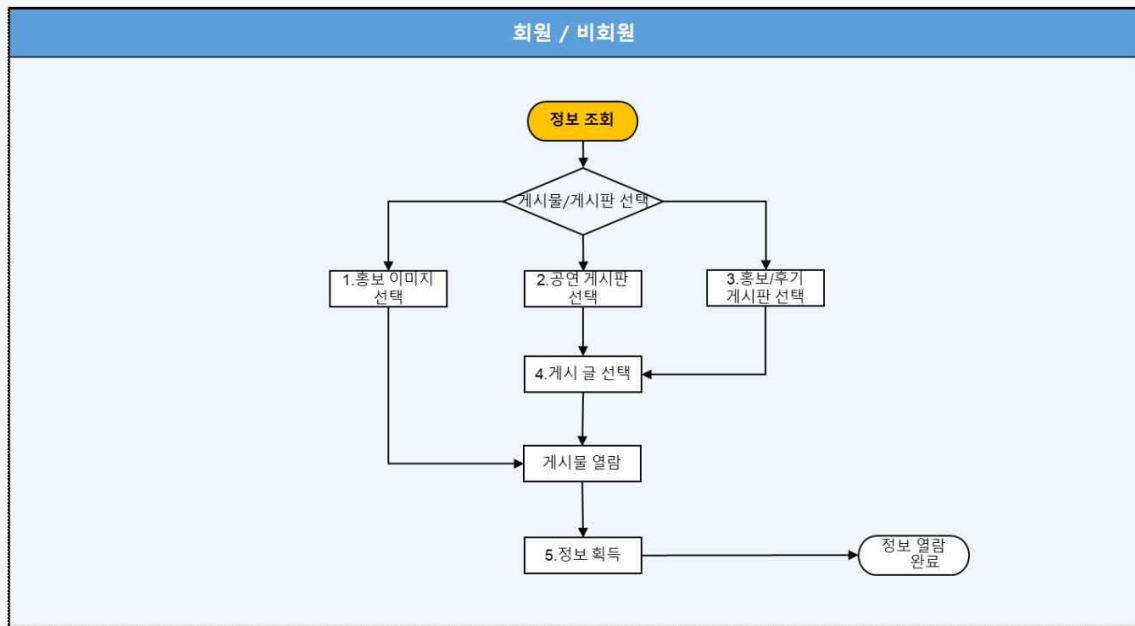 회원 / 비회원
정보 조회
게시물/게시판 선택
1.홍보 이미지
선택
2.공연 게시판
선택
3.홍보/후기
게시판 선택
4.게시 글 선택
게시물 열람
5.정보 획득
정보 열람
완료